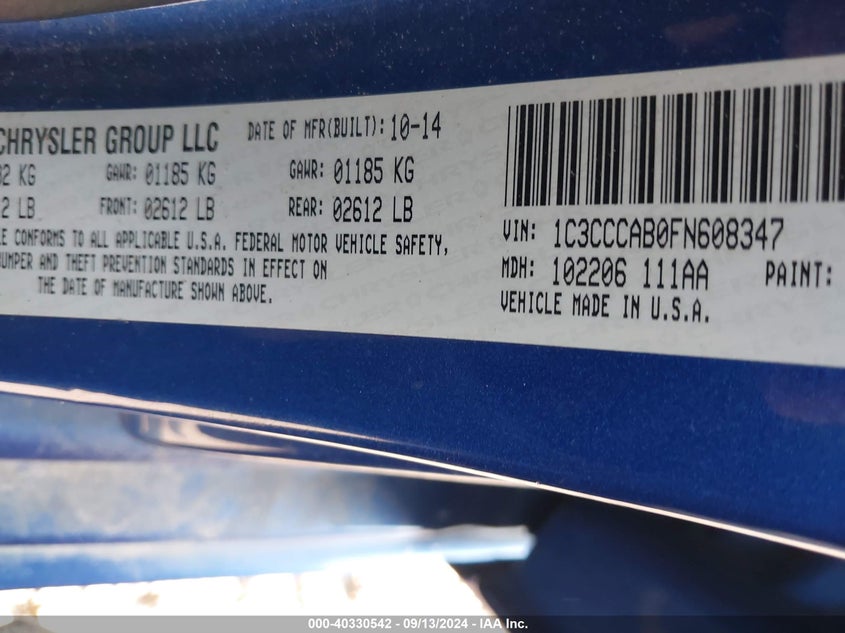 CHRYSLER GROUP LLC DATE OF MFR(BUILT): 10-14
2 KG GAWR: 01185 KG GAWR: 01185 KG
2 LB FRONT: 02612 LB REAR: 02612 LB
E CONFORMS TO ALL APPLICABLE U.S.A. FEDERAL MOTOR VEHICLE SAFETY,
BUMPER AND THEFT PREVENTION STANDARDS IN EFFECT ON
THE DATE OF MANUFACTURE SHOWN ABOVE.
VIN: 1C3CCCAB0FN608347
MDH: 102206 111AA PAINT:
VEHICLE MADE IN U.S.A.
000-40330542 - 09/13/2024 - IAA Inc.